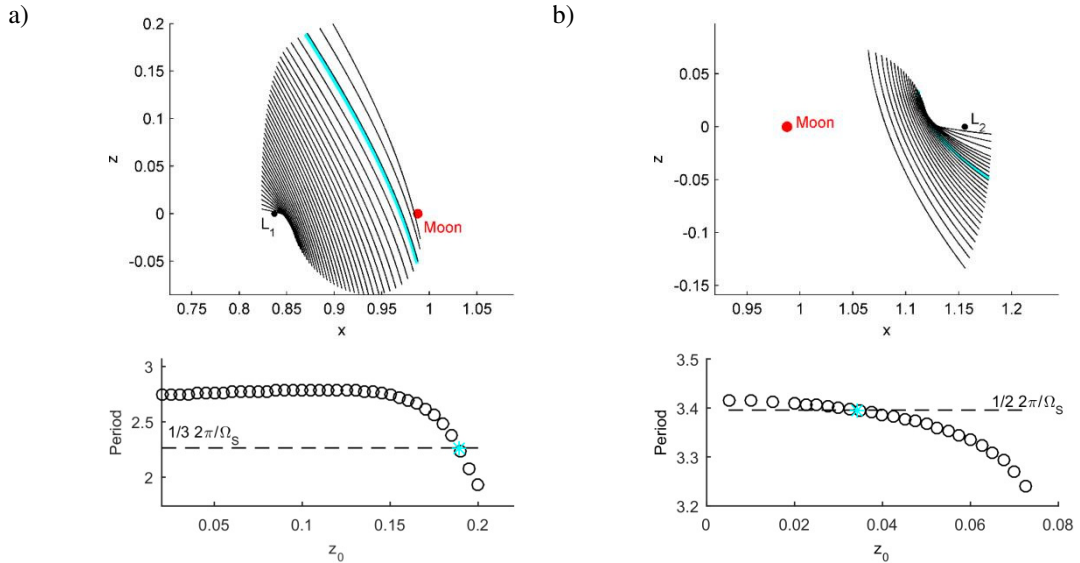 a)
0.2
0.15
0.1
0.05
0
-0.05
z
L₁
Moon
0.75 0.8 0.85 0.9 0.95 1 1.05
x
3
2.5
2
Period
1/3 2π/Ω_S
0.05 0.1 0.15 0.2
z₀
b)
0.05
0
-0.05
-0.1
-0.15
z
Moon
L₂
0.95 1 1.05 1.1 1.15 1.2
x
3.5
3.4
3.3
3.2
Period
1/2 2π/Ω_S
0 0.02 0.04 0.06 0.08
z₀